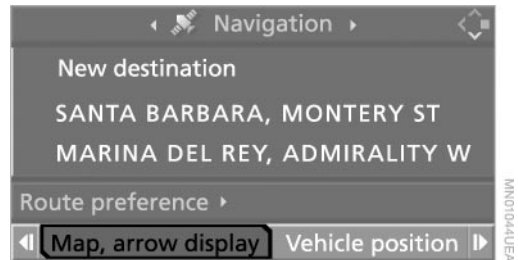 Navigation
New destination
SANTA BARBARA, MONTERY ST
MARINA DEL REY, ADMIRALITY W
Route preference
Map, arrow display Vehicle position
MN01044UEA